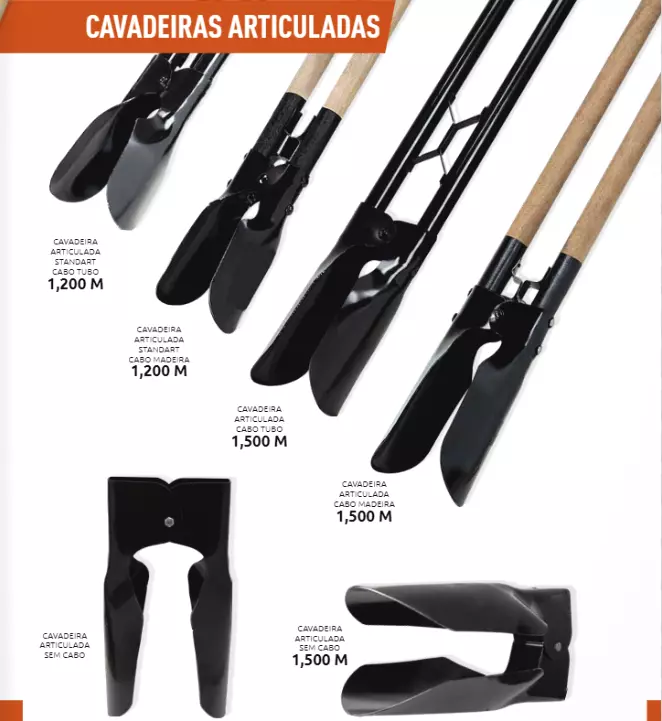 CAVADEIRAS ARTICULADAS
CAVADEIRA
ARTICULADA
STANDART
CABO TUBO
1,200 M
CAVADEIRA
ARTICULADA
STANDART
CABO MADEIRA
1,200 M
CAVADEIRA
ARTICULADA
CABO TUBO
1,500 M
CAVADEIRA
ARTICULADA
CABO MADEIRA
1,500 M
CAVADEIRA
ARTICULADA
SEM CABO
CAVADEIRA
ARTICULADA
SEM CABO
1,500 M